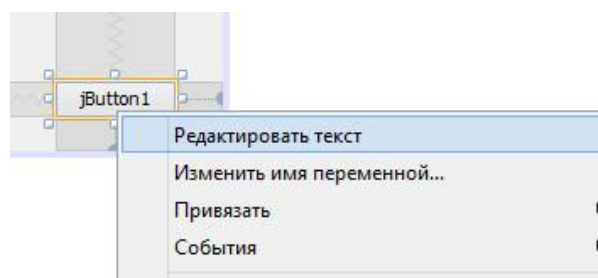 jButton1
Редактировать текст
Изменить имя переменной...
Привязать
События